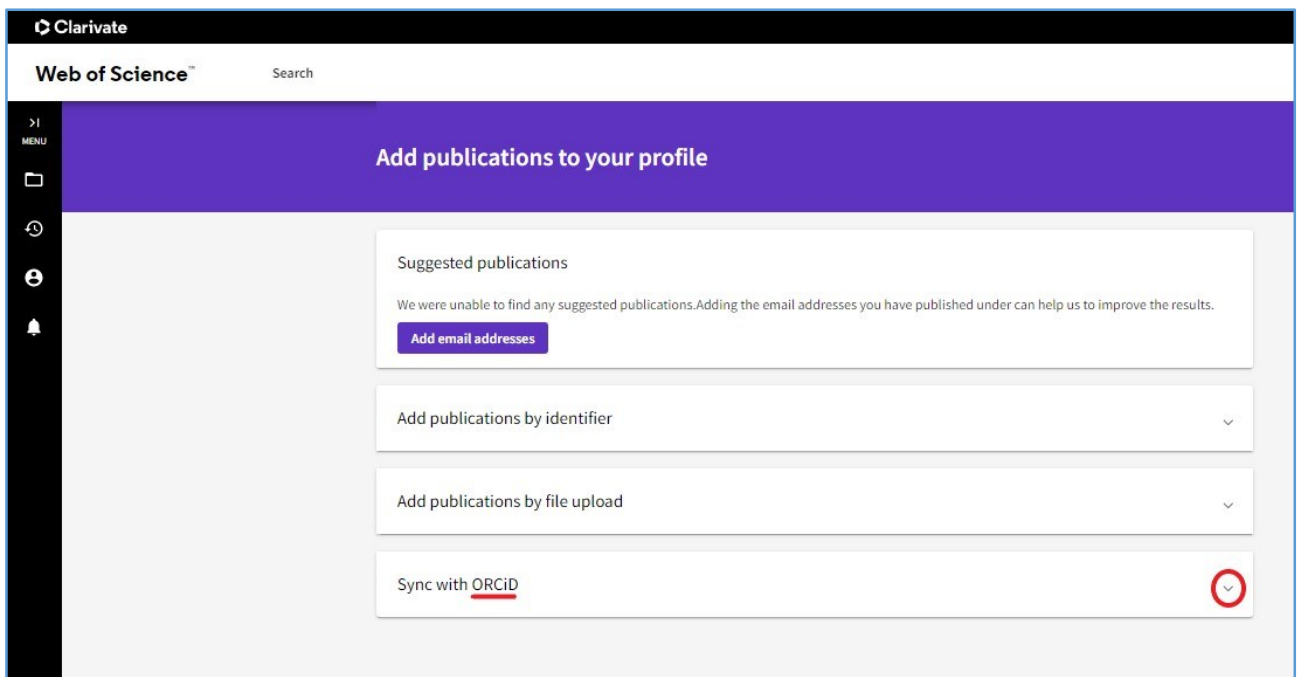 Clarivate
Web of Science™
Search
MENU
Add publications to your profile
Suggested publications
We were unable to find any suggested publications.Adding the email addresses you have published under can help us to improve the results.
Add email addresses
Add publications by identifier
Add publications by file upload
Sync with ORCiD